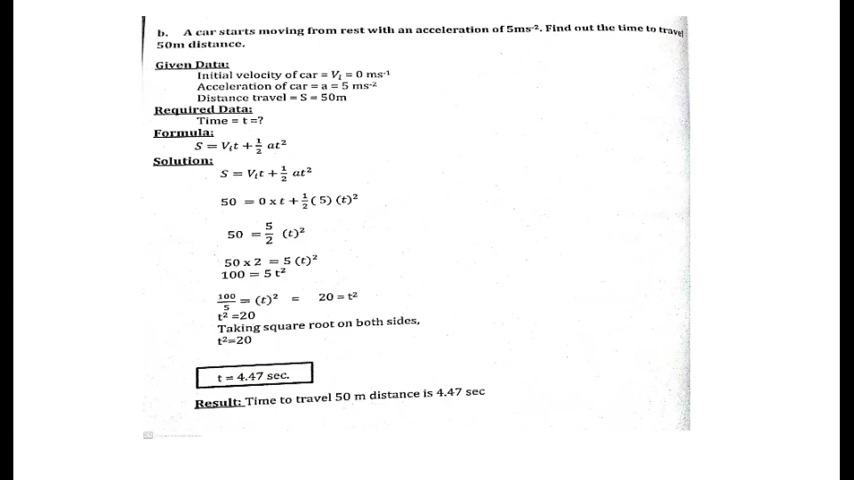 b. A car starts moving from rest with an acceleration of 5ms⁻². Find out the time to travel
50m distance.
Given Data:
Initial velocity of car = Vᵢ = 0 ms⁻¹
Acceleration of car = a = 5 ms⁻²
Distance travel = S = 50m
Required Data:
Time = t =?
Formula:
S = Vᵢt + 1/2 at²
Solution:
S = Vᵢt + 1/2 at²
50 = 0 x t + 1/2 ( 5) (t)²
50 = 5/2 (t)²
50 x 2 = 5 (t)²
100 = 5 t²
100/5 = (t)² = 20 = t²
t² =20
Taking square root on both sides,
t²=20
t = 4.47 sec.
Result: Time to travel 50 m distance is 4.47 sec